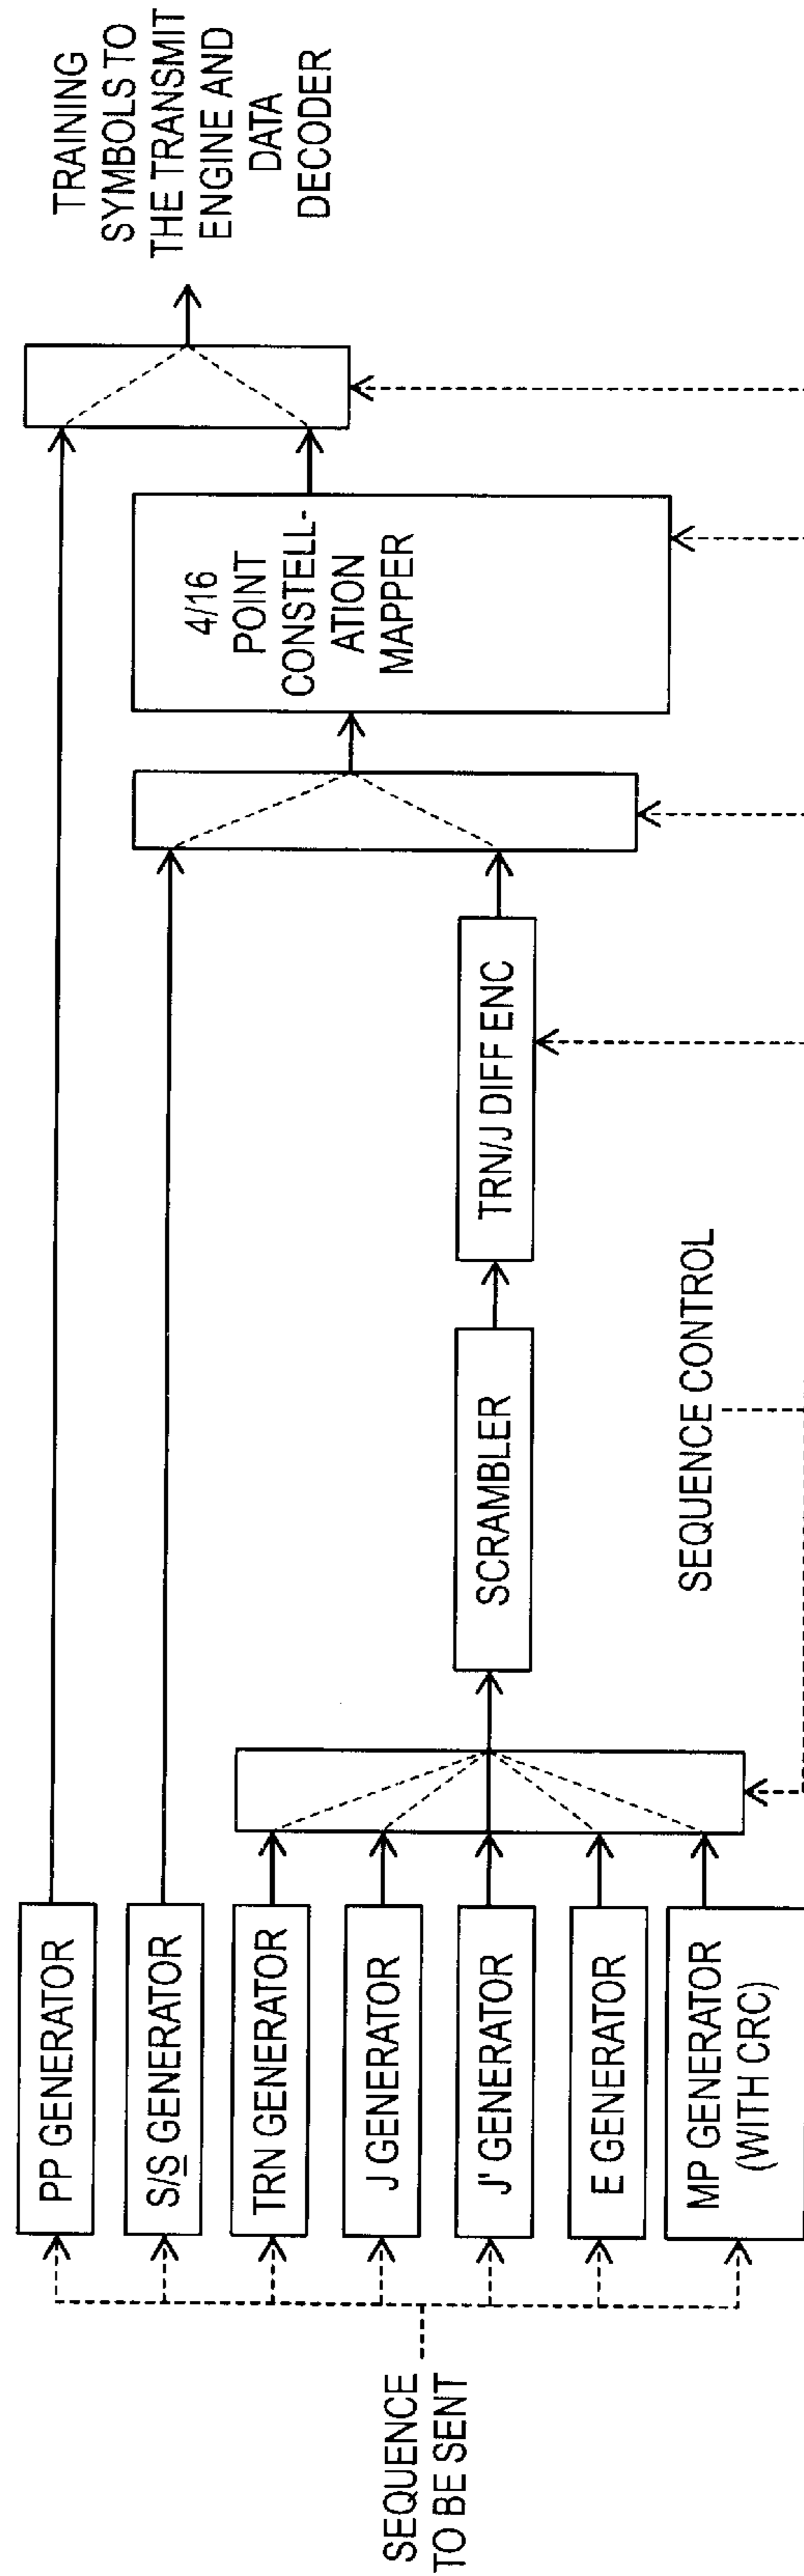 SEQUENCE
TO BE SENT
PP GENERATOR
S/S GENERATOR
TRN GENERATOR
J GENERATOR
J' GENERATOR
E GENERATOR
MP GENERATOR
(WITH CRC)
SCRAMBLER
TRN/J DIFF ENC
SEQUENCE CONTROL
4/16
POINT
CONSTELL-
ATION
MAPPER
TRAINING
SYMBOLS TO
THE TRANSMIT
ENGINE AND
DATA
DECODER